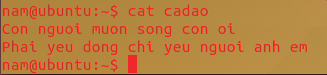 nam@ubuntu:~$ cat cadao
Con nguoi muon song con oi
Phai yeu dong chi yeu nguoi anh em
nam@ubuntu:~$